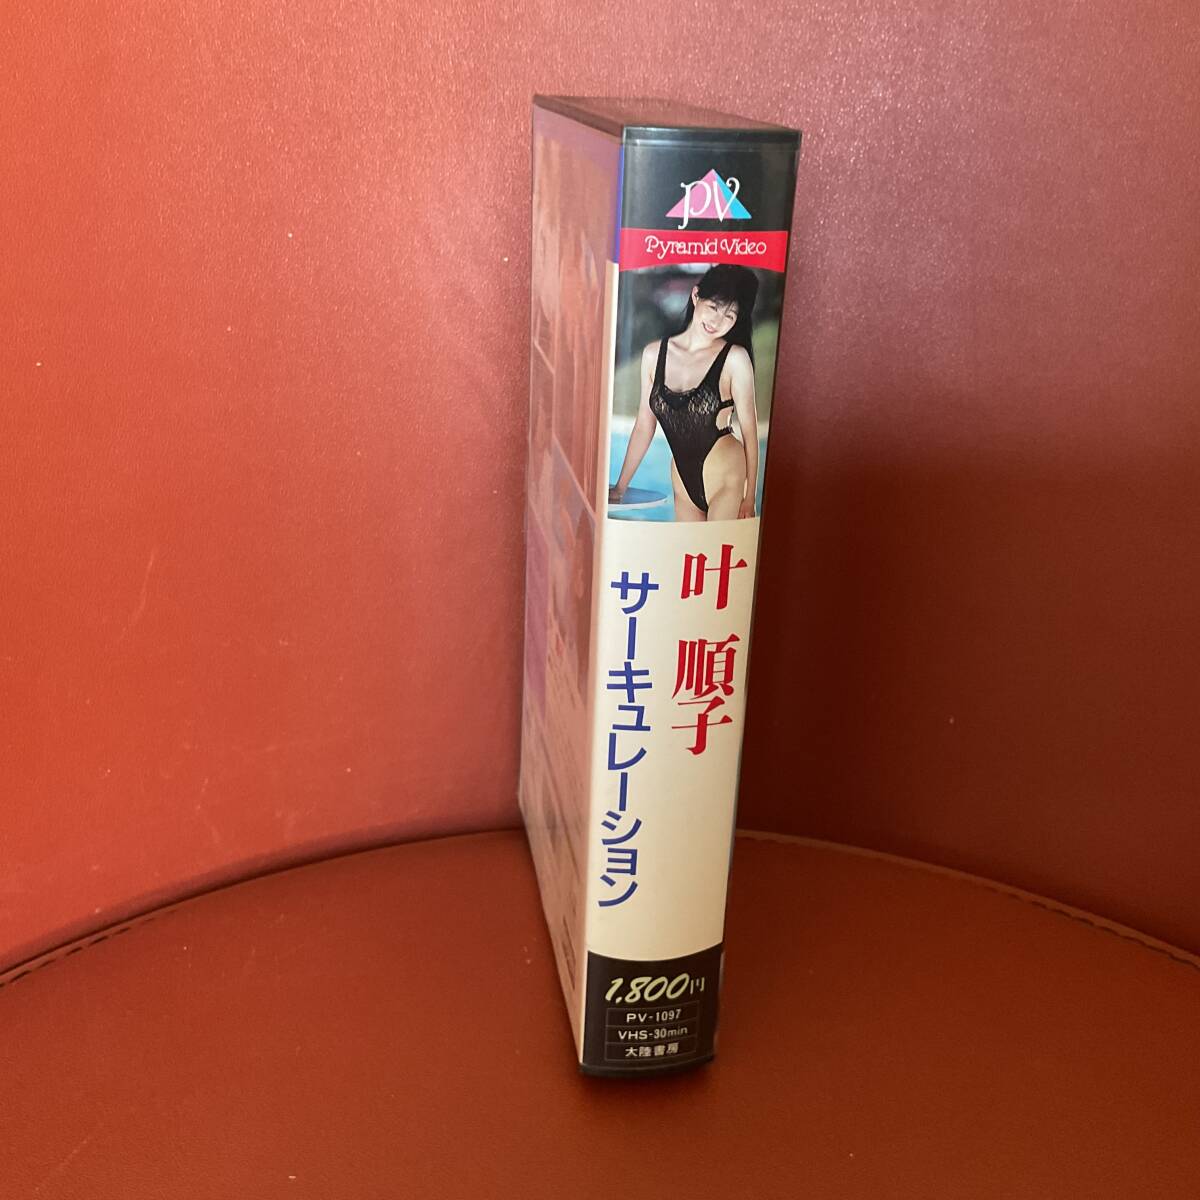 PV
Pyramid Video
叶 順子
サーキュレーション
1,800円
PV-1097
VHS-30min
大陸書房